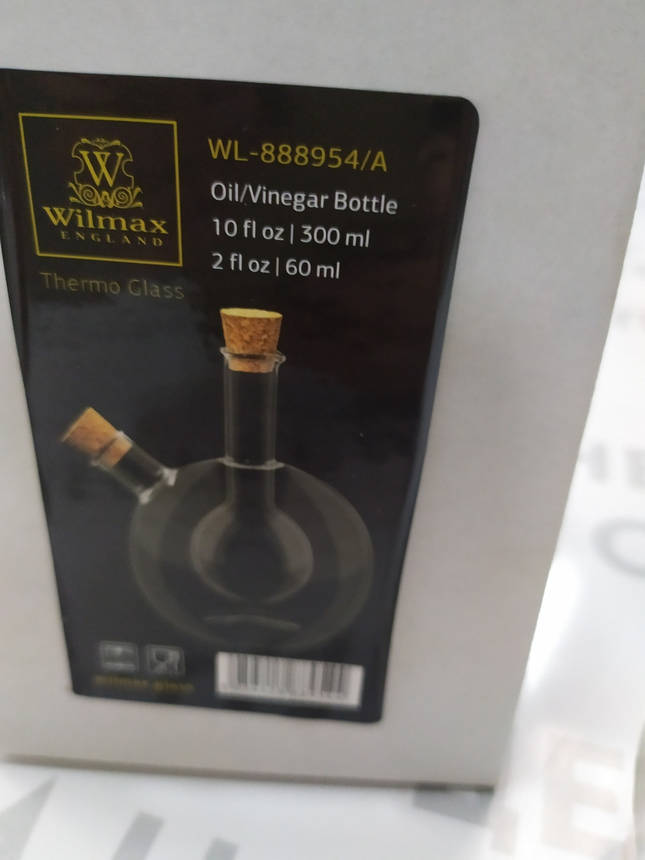 W
Wilmax
ENGLAND
Thermo Glass
WL-888954/A
Oil/Vinegar Bottle
10 fl oz | 300 ml
2 fl oz | 60 ml